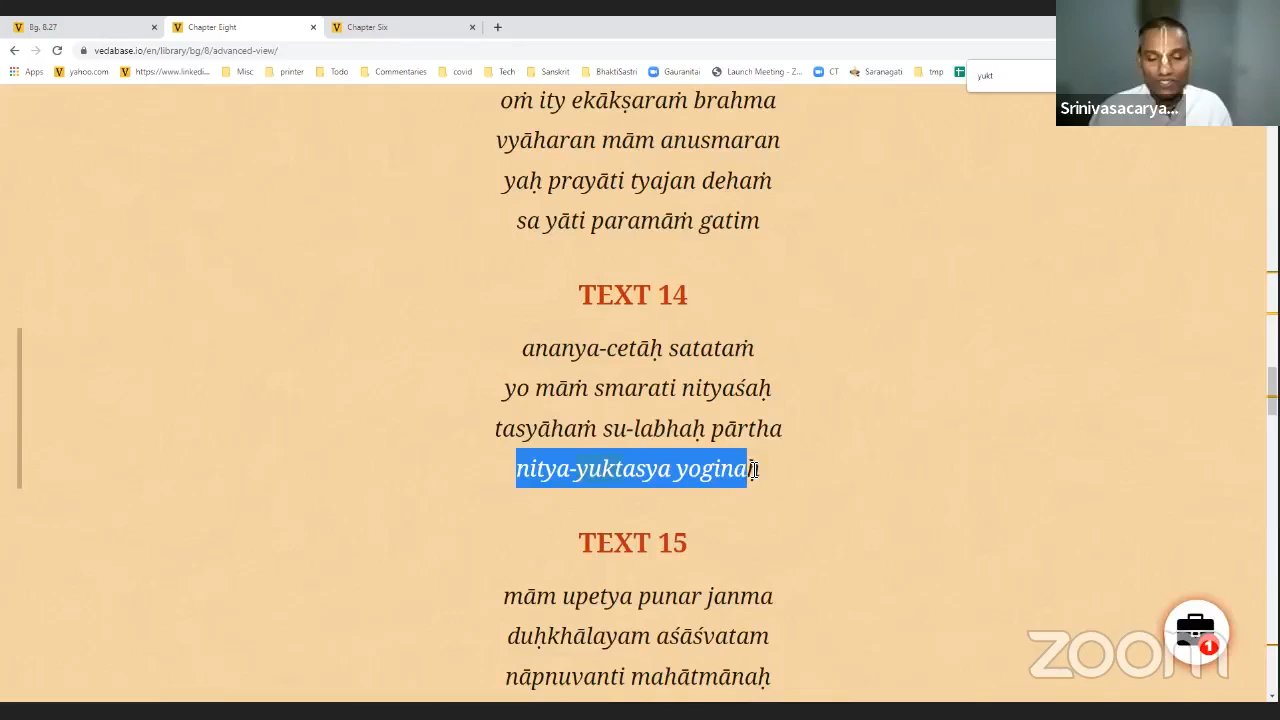 Bg. 8.27
Chapter Eight
Chapter Six
vedabase.io/en/library/bg/8/advanced-view/
Apps yahoo.com https://www.linkedi... Misc printer Todo Commentaries covid Tech Sanskrit BhaktiSastri Gauranitai Launch Meeting - Z... CT Saranagati tmp
yukt
Srinivasacarya...
oṁ ity ekākṣaraṁ brahma
vyāharan mām anusmaran
yaḥ prayāti tyajan dehaṁ
sa yāti paramāṁ gatim
TEXT 14
ananya-cetāḥ satataṁ
yo māṁ smarati nityaśaḥ
tasyāhaṁ su-labhaḥ pārtha
nitya-yuktasya yoginaḥ
TEXT 15
mām upetya punar janma
duḥkhālayam aśāśvatam
nāpnuvanti mahātmānaḥ
1
zoom